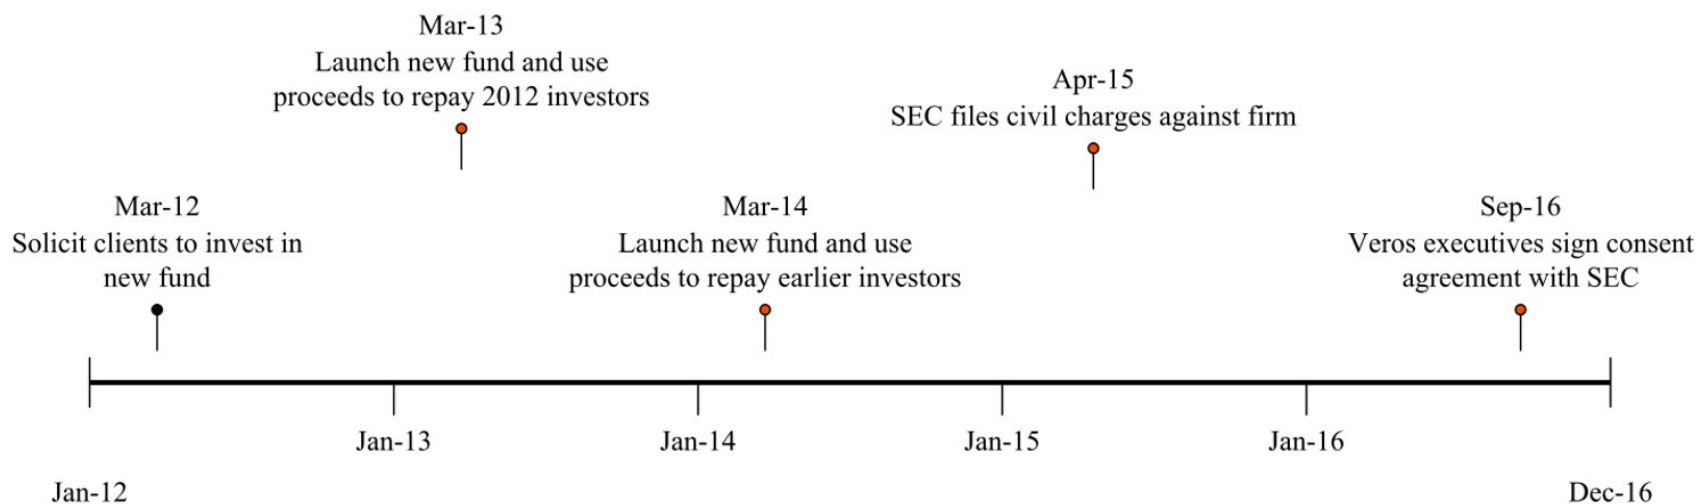 Mar-13
Launch new fund and use
proceeds to repay 2012 investors
Apr-15
SEC files civil charges against firm
Mar-12
Solicit clients to invest in
new fund
Mar-14
Launch new fund and use
proceeds to repay earlier investors
Sep-16
Veros executives sign consent
agreement with SEC
Jan-13
Jan-14
Jan-15
Jan-16
Jan-12
Dec-16